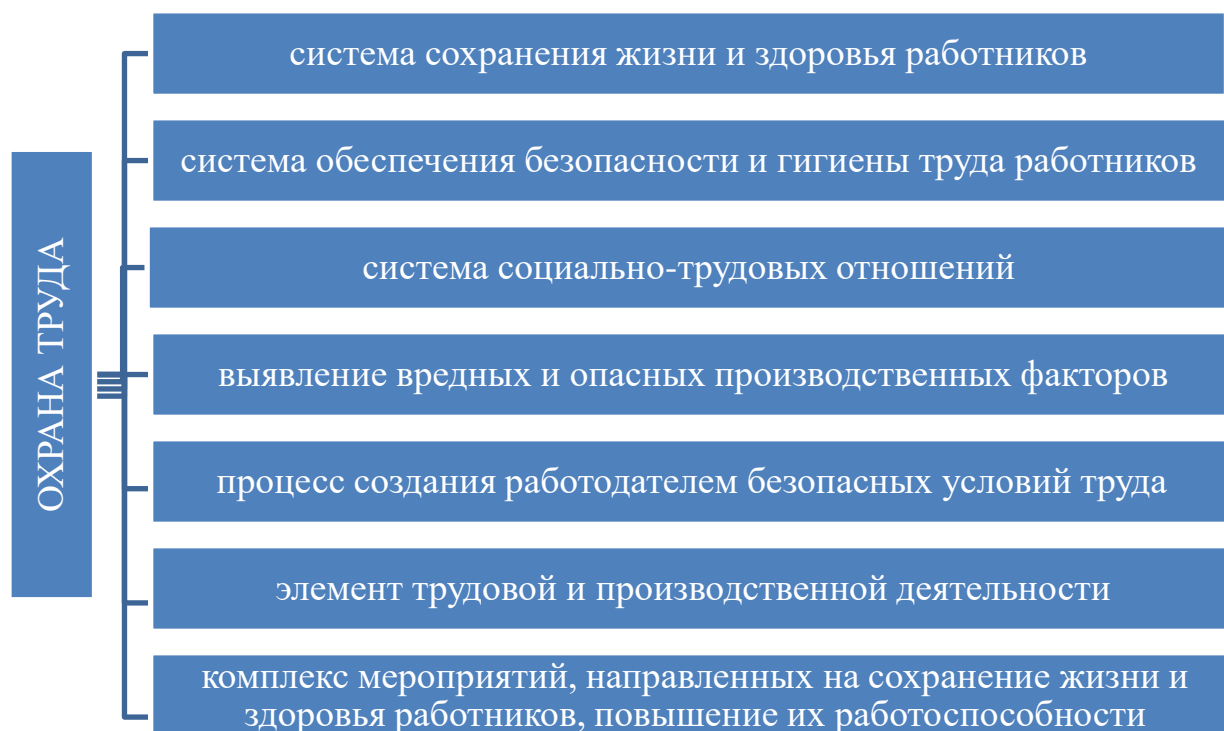 ОХРАНА ТРУДА
система сохранения жизни и здоровья работников
система обеспечения безопасности и гигиены труда работников
система социально-трудовых отношений
выявление вредных и опасных производственных факторов
процесс создания работодателем безопасных условий труда
элемент трудовой и производственной деятельности
комплекс мероприятий, направленных на сохранение жизни и
здоровья работников, повышение их работоспособности